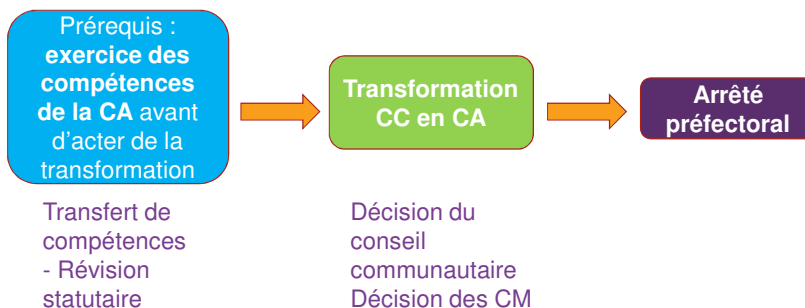 Prérequis :
exercice des
compétences
de la CA avant
d'acter de la
transformation
Transformation
CC en CA
Arrêté
préfectoral
Transfert de
compétences
- Révision
statutaire
Décision du
conseil
communautaire
Décision des CM